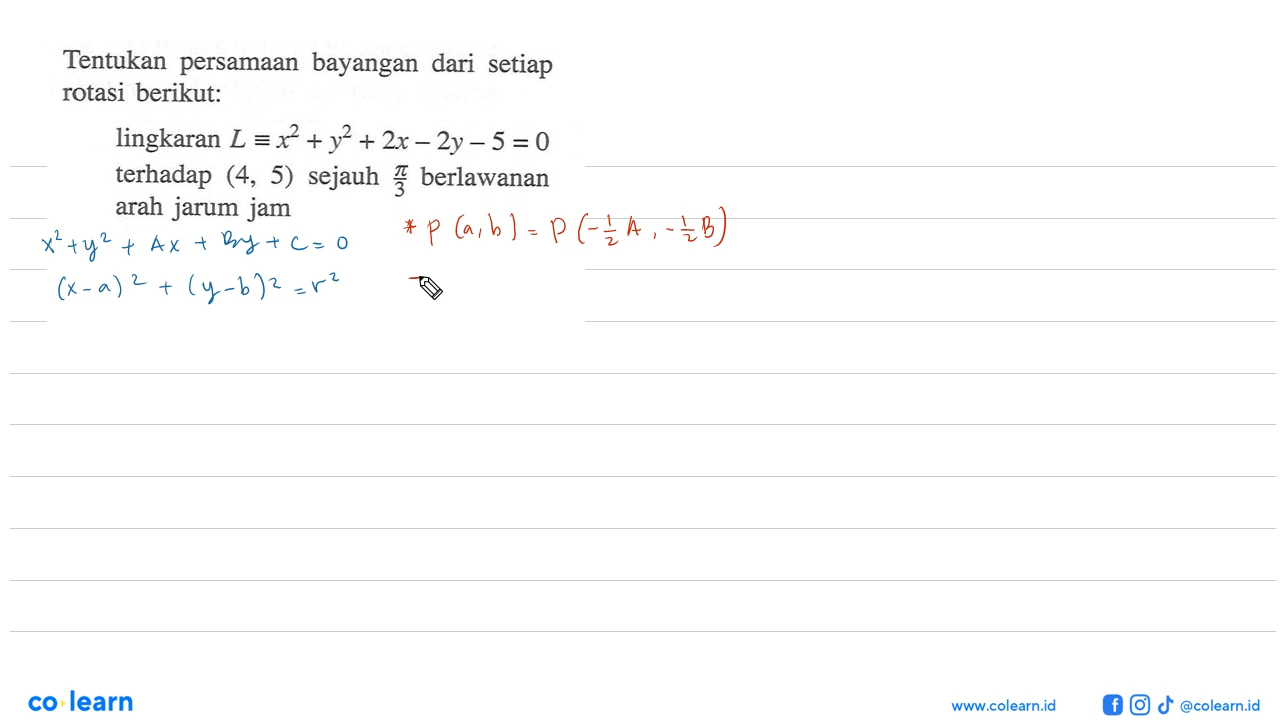 Tentukan persamaan bayangan dari setiap
rotasi berikut:
lingkaran L ≡ x² + y² + 2x – 2y – 5 = 0
terhadap (4, 5) sejauh π/3 berlawanan
arah jarum jam
x² + y² + Ax + By + C = 0
(x - a)² + (y - b)² = r²
* P (a, b) = P (-½ A, -½ B)
co·learn
www.colearn.id
@colearn.id